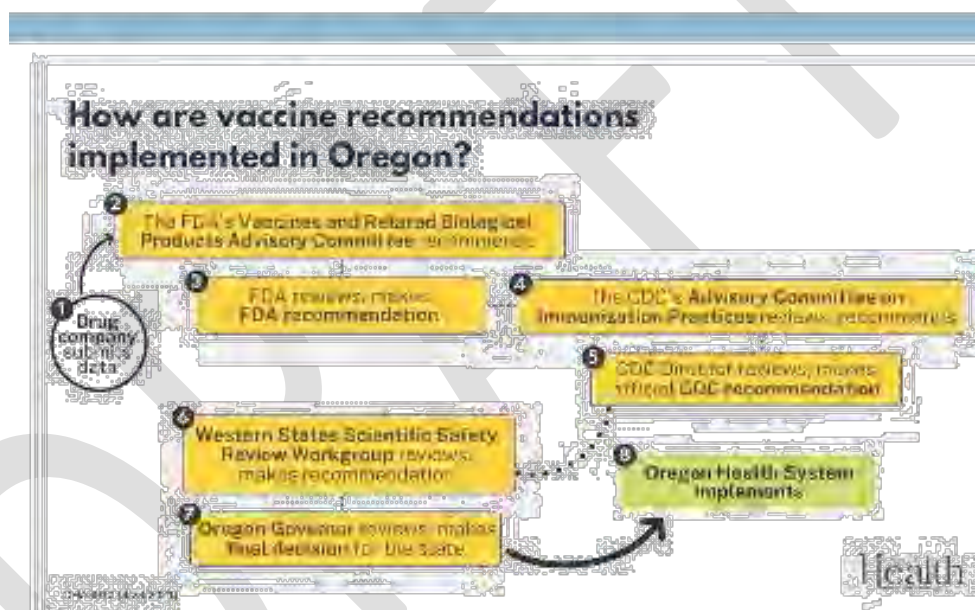 How are vaccine recommendations
implemented in Oregon?
1
Drug
company
submits
data
2
The FDA's Vaccines and Related Biological
Products Advisory Committee recommends
3
FDA reviews, makes
FDA recommendation
4
The CDC's Advisory Committee on
Immunization Practices reviews, recommends
5
CDC Director reviews, makes
official CDC recommendation
6
Western States Scientific Safety
Review Workgroup reviews,
makes recommendation
7
Oregon Governor reviews, makes
final decision for the state
8
Oregon Health System
implements
Health